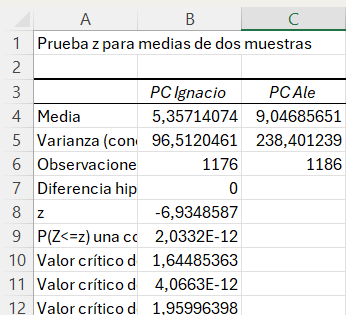 A B C
1 Prueba z para medias de dos muestras
2
3 PC Ignacio PC Ale
4 Media 5,35714074 9,04685651
5 Varianza (con 96,5120461 238,401239
6 Observacione 1176 1186
7 Diferencia hip 0
8 z -6,9348587
9 P(Z<=z) una co 2,0332E-12
10 Valor crítico d 1,64485363
11 Valor crítico d 4,0663E-12
12 Valor crítico d 1,95996398